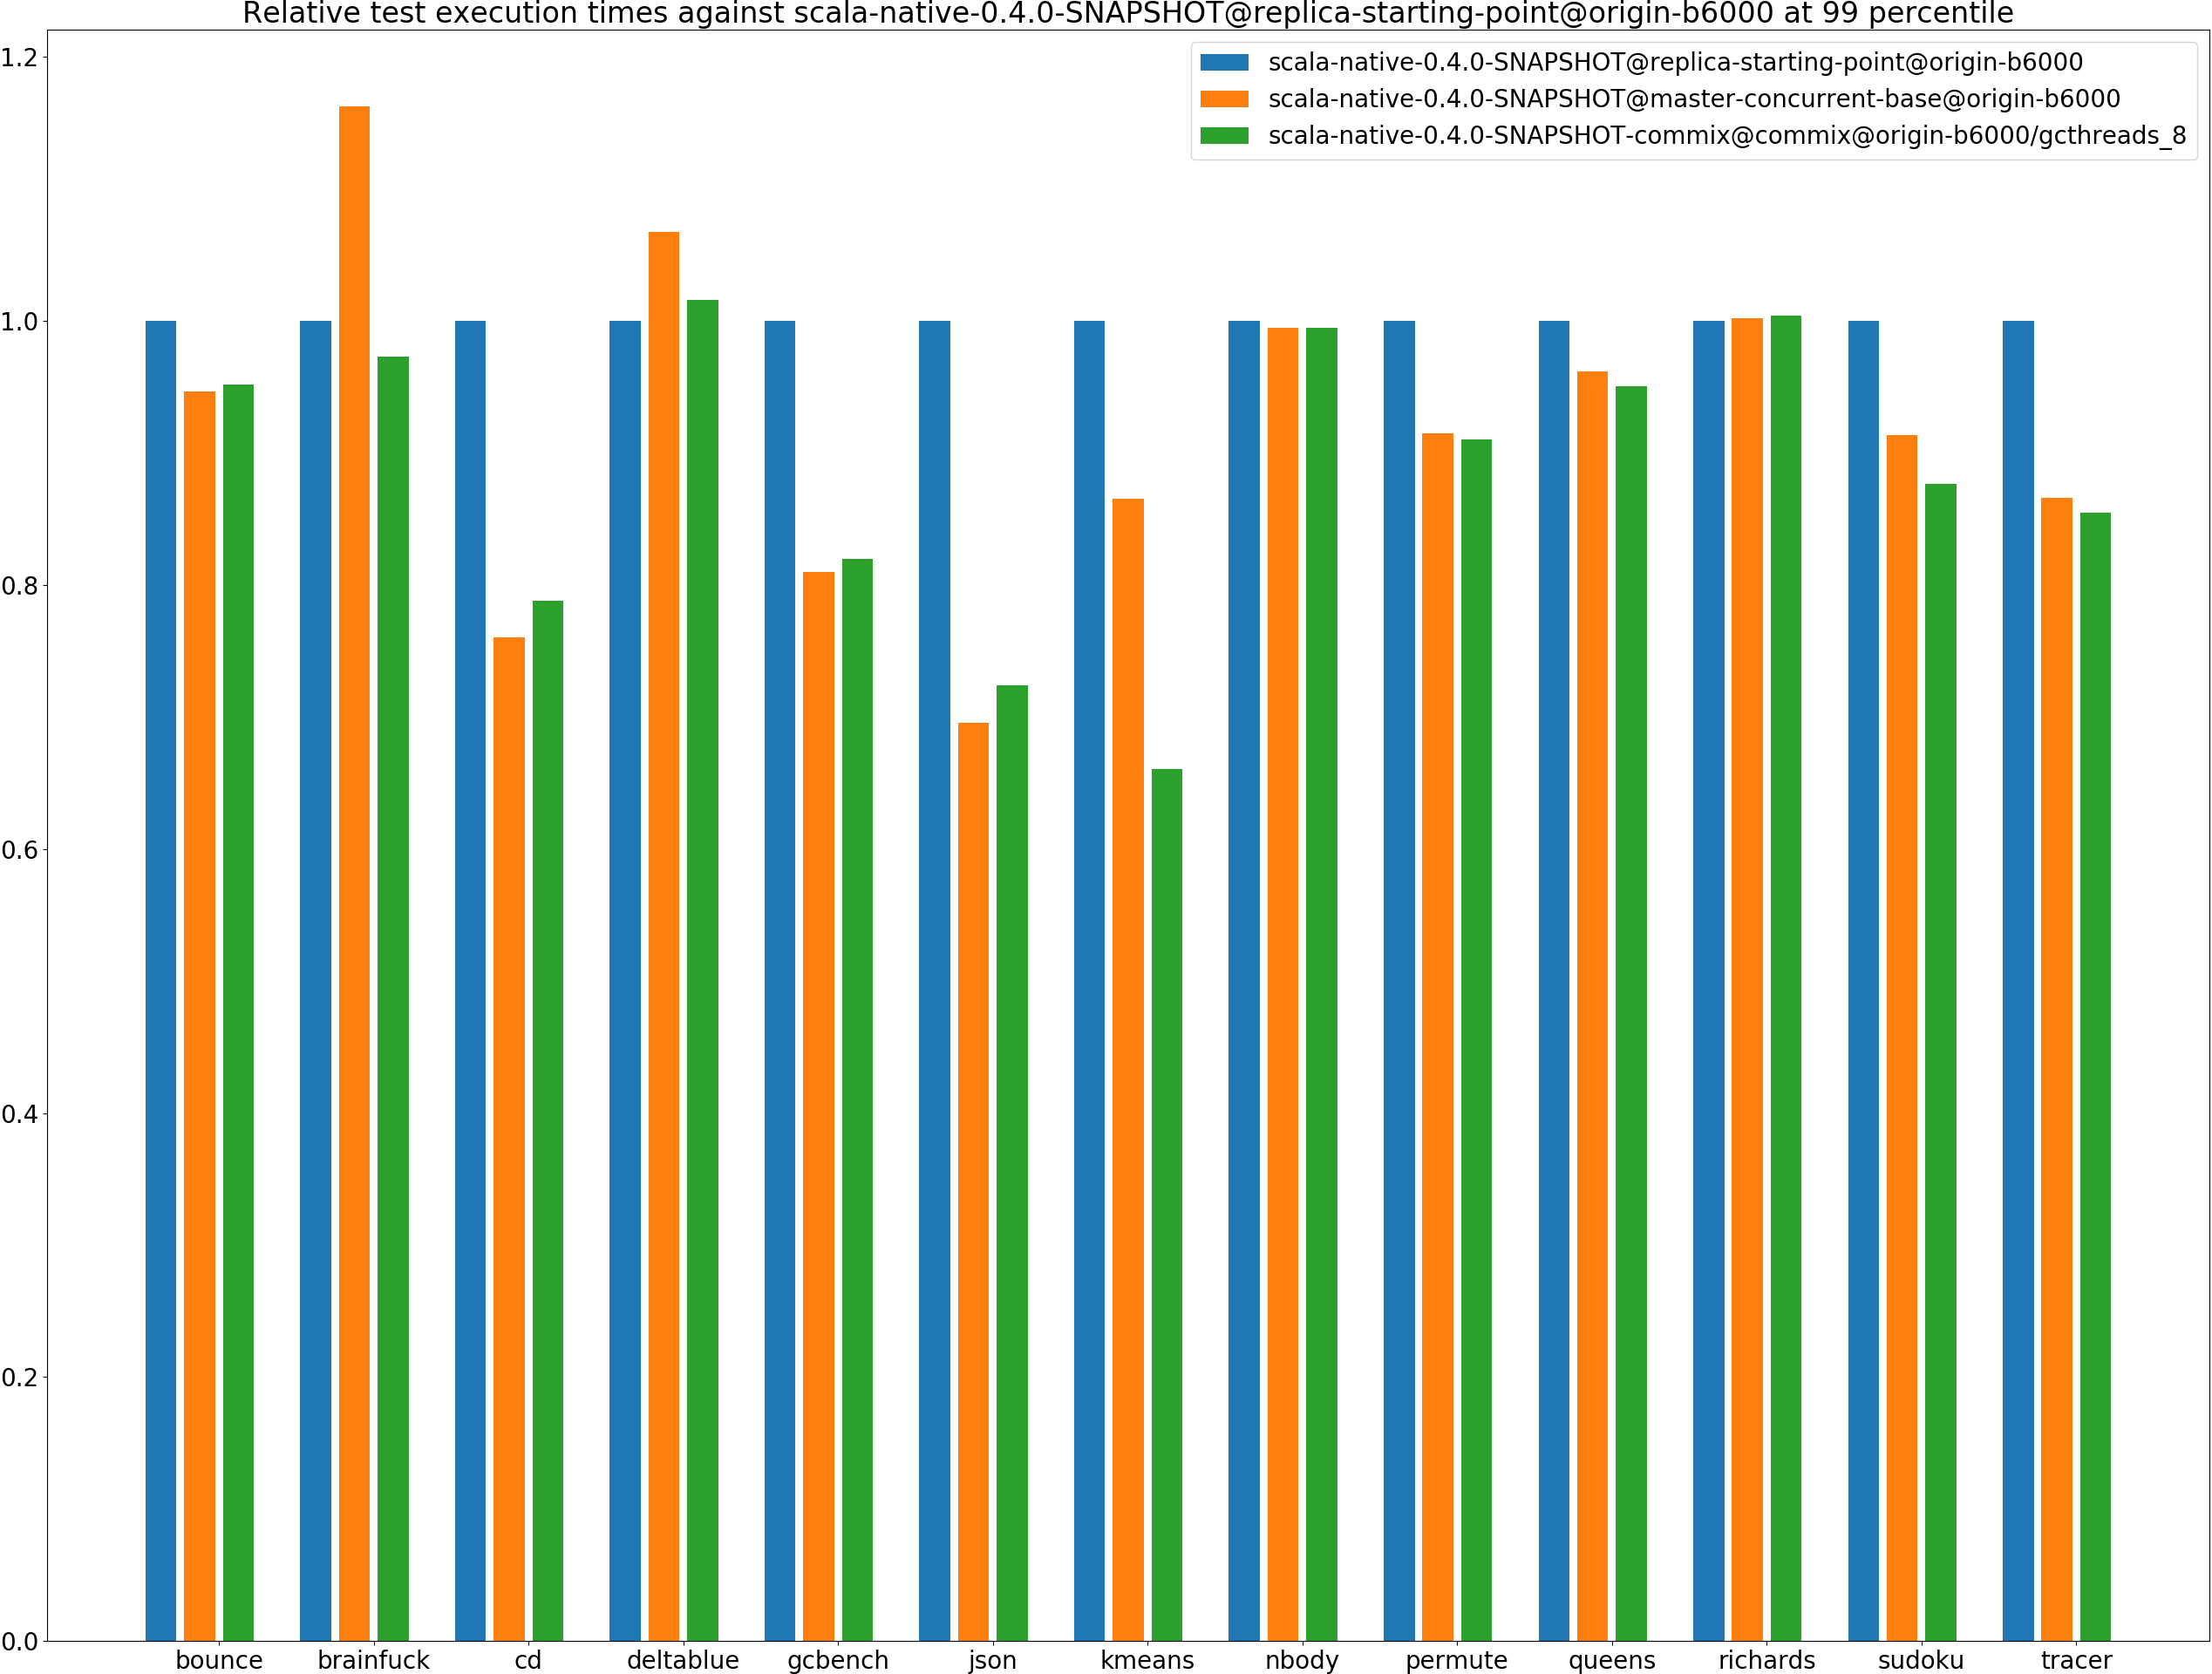 Relative test execution times against scala-native-0.4.0-SNAPSHOT@replica-starting-point@origin-b6000 at 99 percentile
scala-native-0.4.0-SNAPSHOT@replica-starting-point@origin-b6000
scala-native-0.4.0-SNAPSHOT@master-concurrent-base@origin-b6000
scala-native-0.4.0-SNAPSHOT-commix@commix@origin-b6000/gcthreads_8
1.2
1.0
0.8
0.6
0.4
0.2
0.0
bounce brainfuck cd deltablue gcbench json kmeans nbody permute queens richards sudoku tracer